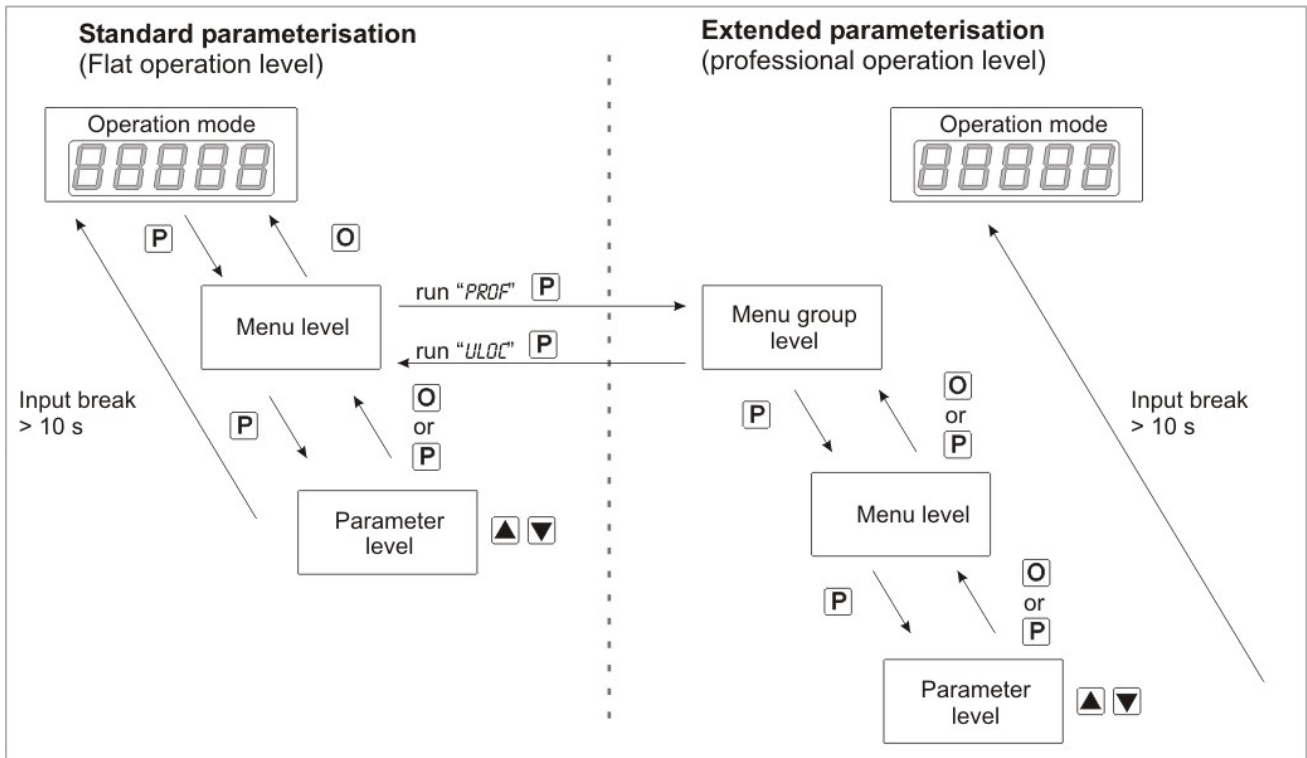 Standard parameterisation
(Flat operation level)
Operation mode
88888
P
O
Menu level
run “PROF” P
run “ULOC” P
Input break
> 10 s
P
O
or
P
Parameter
level
▲ ▼
Extended parameterisation
(professional operation level)
Operation mode
88888
Menu group
level
P
O
or
P
Input break
> 10 s
Menu level
P
O
or
P
Parameter
level
▲ ▼